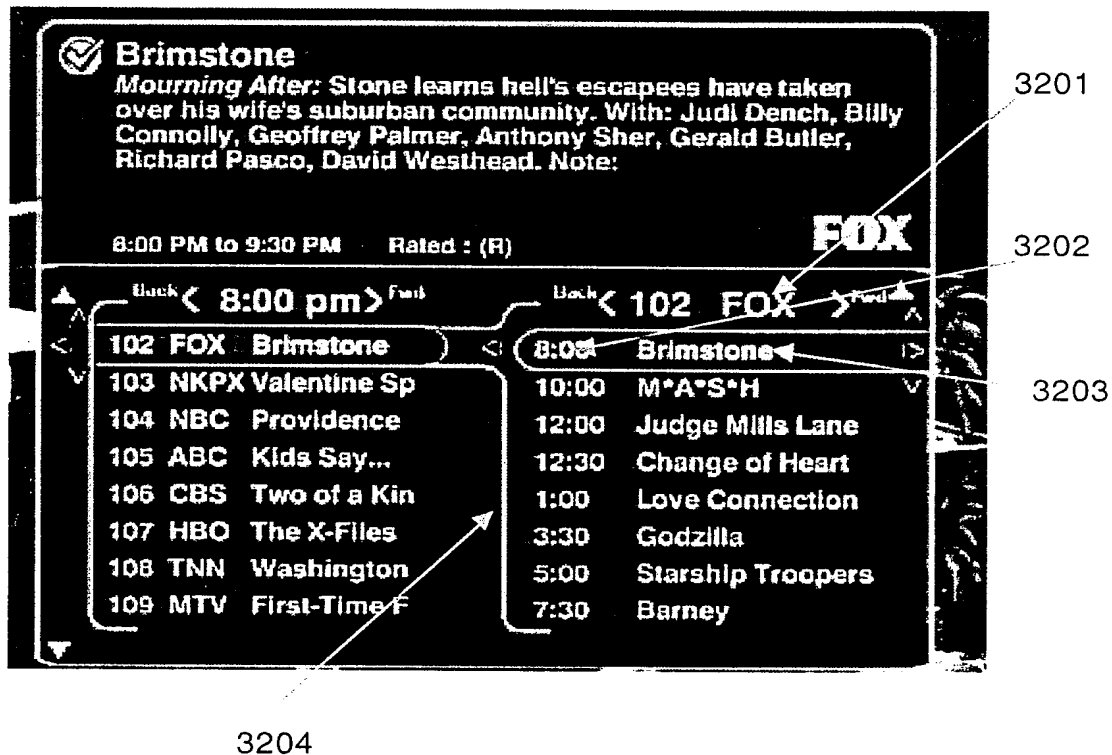 Brimstone
Mourning After: Stone learns hell's escapees have taken
over his wife's suburban community. With: Judi Dench, Billy
Connolly, Geoffrey Palmer, Anthony Sher, Gerald Butler,
Richard Pasco, David Westhead. Note:
8:00 PM to 9:30 PM Rated : (R)
FOX
Back < 8:00 pm > Fwd
102 FOX Brimstone
103 NKPX Valentine Sp
104 NBC Providence
105 ABC Kids Say...
106 CBS Two of a Kin
107 HBO The X-Files
108 TNN Washington
109 MTV First-Time F
Back < 102 FOX > Fwd
8:00 Brimstone
10:00 M*A*S*H
12:00 Judge Mills Lane
12:30 Change of Heart
1:00 Love Connection
3:30 Godzilla
5:00 Starship Troopers
7:30 Barney
3201
3202
3203
3204